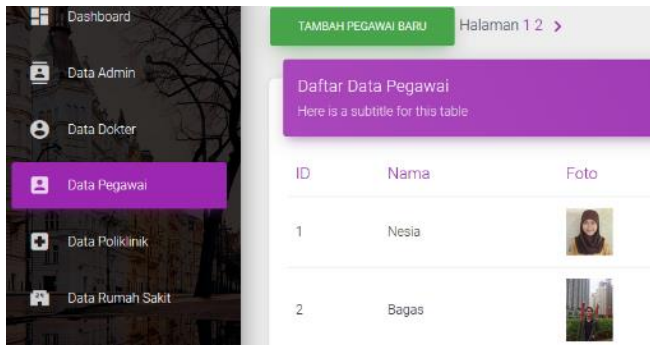 Dashboard
Data Admin
Data Dokter
Data Pegawai
Data Poliklinik
Data Rumah Sakit
TAMBAH PEGAWAI BARU
Halaman 1 2 >
Daftar Data Pegawai
Here is a subtitle for this table
ID Nama Foto
1 Nesia
2 Bagas